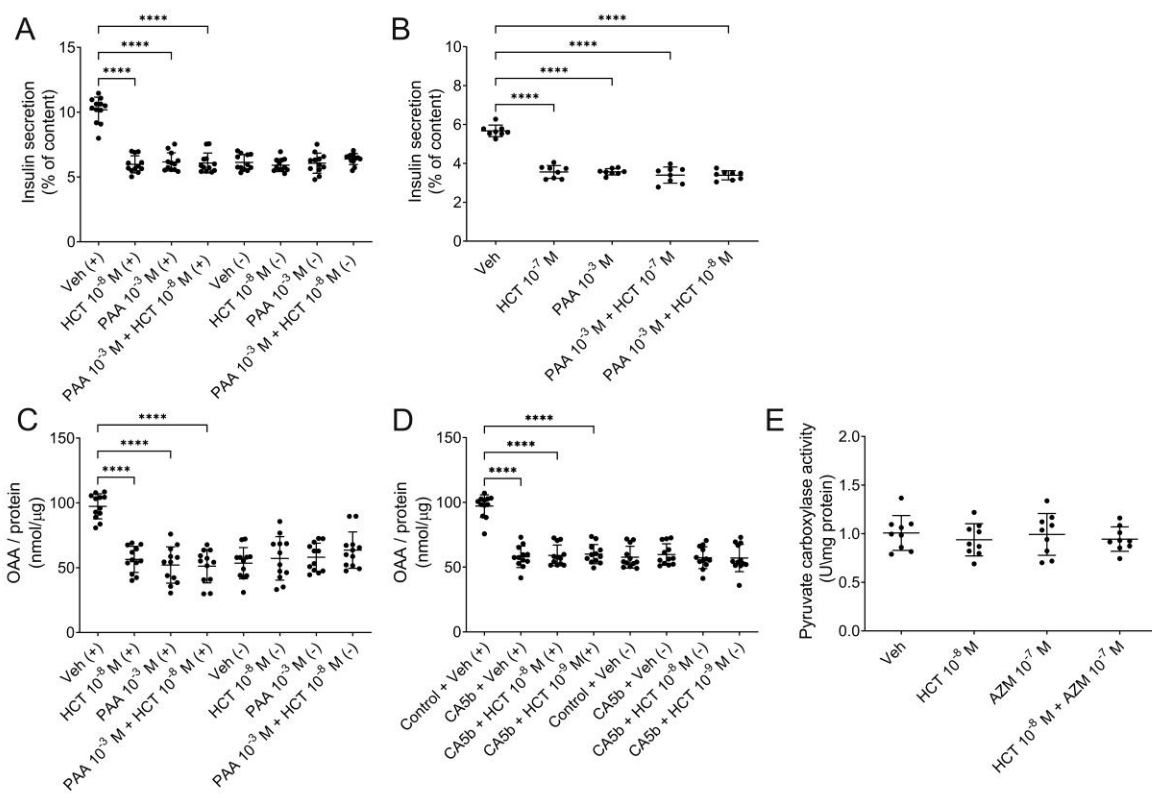 A
****
****
****
Insulin secretion
(% of content)
15
10
5
0
Veh (+)
HCT 10⁻⁸ M (+)
PAA 10⁻³ M (+)
PAA 10⁻³ M + HCT 10⁻⁸ M (+)
Veh (-)
HCT 10⁻⁸ M (-)
PAA 10⁻³ M (-)
PAA 10⁻³ M + HCT 10⁻⁸ M (-)
B
****
****
****
****
Insulin secretion
(% of content)
10
8
6
4
2
0
Veh
HCT 10⁻⁷ M
PAA 10⁻³ M
PAA 10⁻³ M + HCT 10⁻⁷ M
PAA 10⁻³ M + HCT 10⁻⁸ M
C
****
****
****
OAA / protein
(nmol/µg)
150
100
50
0
Veh (+)
HCT 10⁻⁸ M (+)
PAA 10⁻³ M (+)
PAA 10⁻³ M + HCT 10⁻⁸ M (+)
Veh (-)
HCT 10⁻⁸ M (-)
PAA 10⁻³ M (-)
PAA 10⁻³ M + HCT 10⁻⁸ M (-)
D
****
****
****
OAA / protein
(nmol/µg)
150
100
50
0
Control + Veh (+)
CA5b + Veh (+)
CA5b + HCT 10⁻⁸ M (+)
CA5b + HCT 10⁻⁹ M (+)
Control + Veh (-)
CA5b + Veh (-)
CA5b + HCT 10⁻⁸ M (-)
CA5b + HCT 10⁻⁹ M (-)
E
Pyruvate carboxylase activity
(U\mg protein)
2.0
1.5
1.0
0.5
0.0
Veh
HCT 10⁻⁸ M
AZM 10⁻⁷ M
HCT 10⁻⁸ M + AZM 10⁻⁷ M